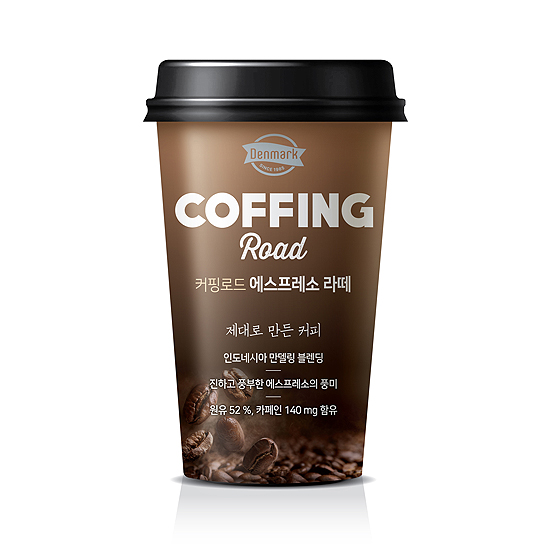 Denmark
SINCE 1985
COFFING
Road
커핑로드 에스프레소 라떼
제대로 만든 커피
인도네시아 만델링 블렌딩
진하고 풍부한 에스프레소의 풍미
원유 52 %, 카페인 140 mg 함유